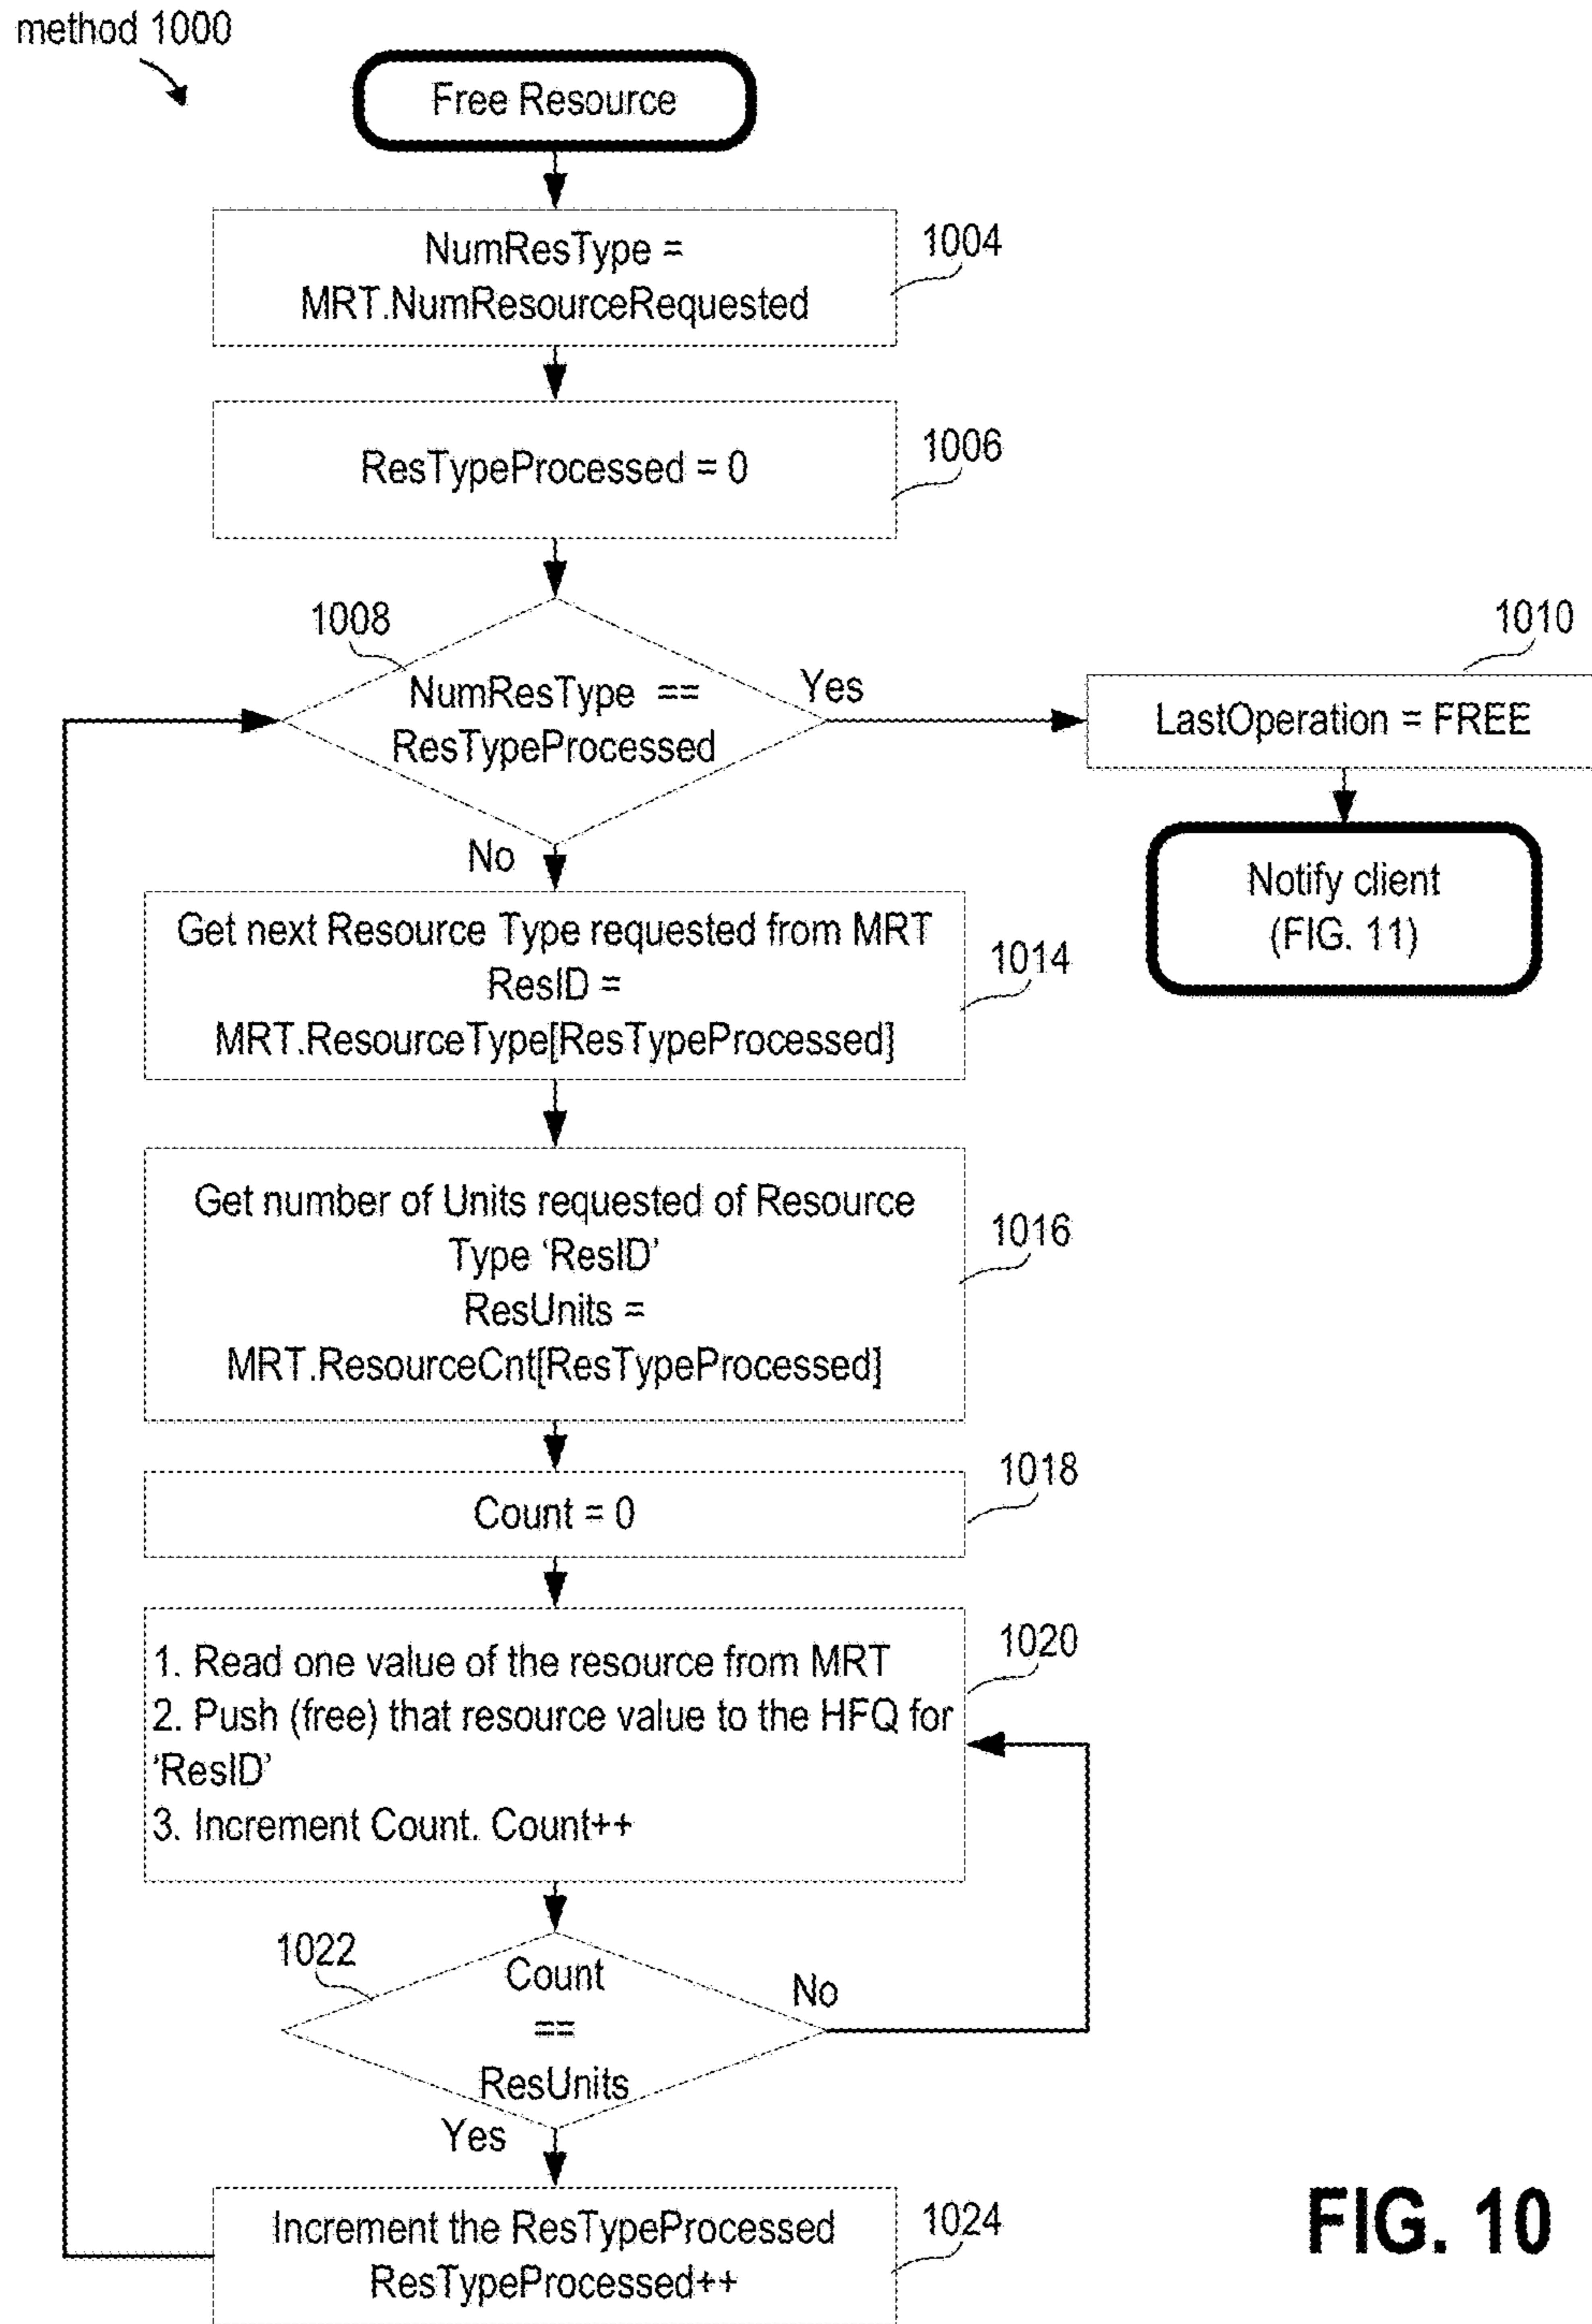 method 1000
Free Resource
NumResType =
MRT.NumResourceRequested
1004
ResTypeProcessed = 0
1006
1008
NumResType ==
ResTypeProcessed
Yes
1010
LastOperation = FREE
No
Notify client
(FIG. 11)
Get next Resource Type requested from MRT
ResID =
MRT.ResourceType[ResTypeProcessed]
1014
Get number of Units requested of Resource
Type ‘ResID’
ResUnits =
MRT.ResourceCnt[ResTypeProcessed]
1016
Count = 0
1018
1. Read one value of the resource from MRT
2. Push (free) that resource value to the HFQ for
‘ResID’
3. Increment Count. Count++
1020
1022
Count
==
ResUnits
No
Yes
Increment the ResTypeProcessed
ResTypeProcessed++
1024
FIG. 10